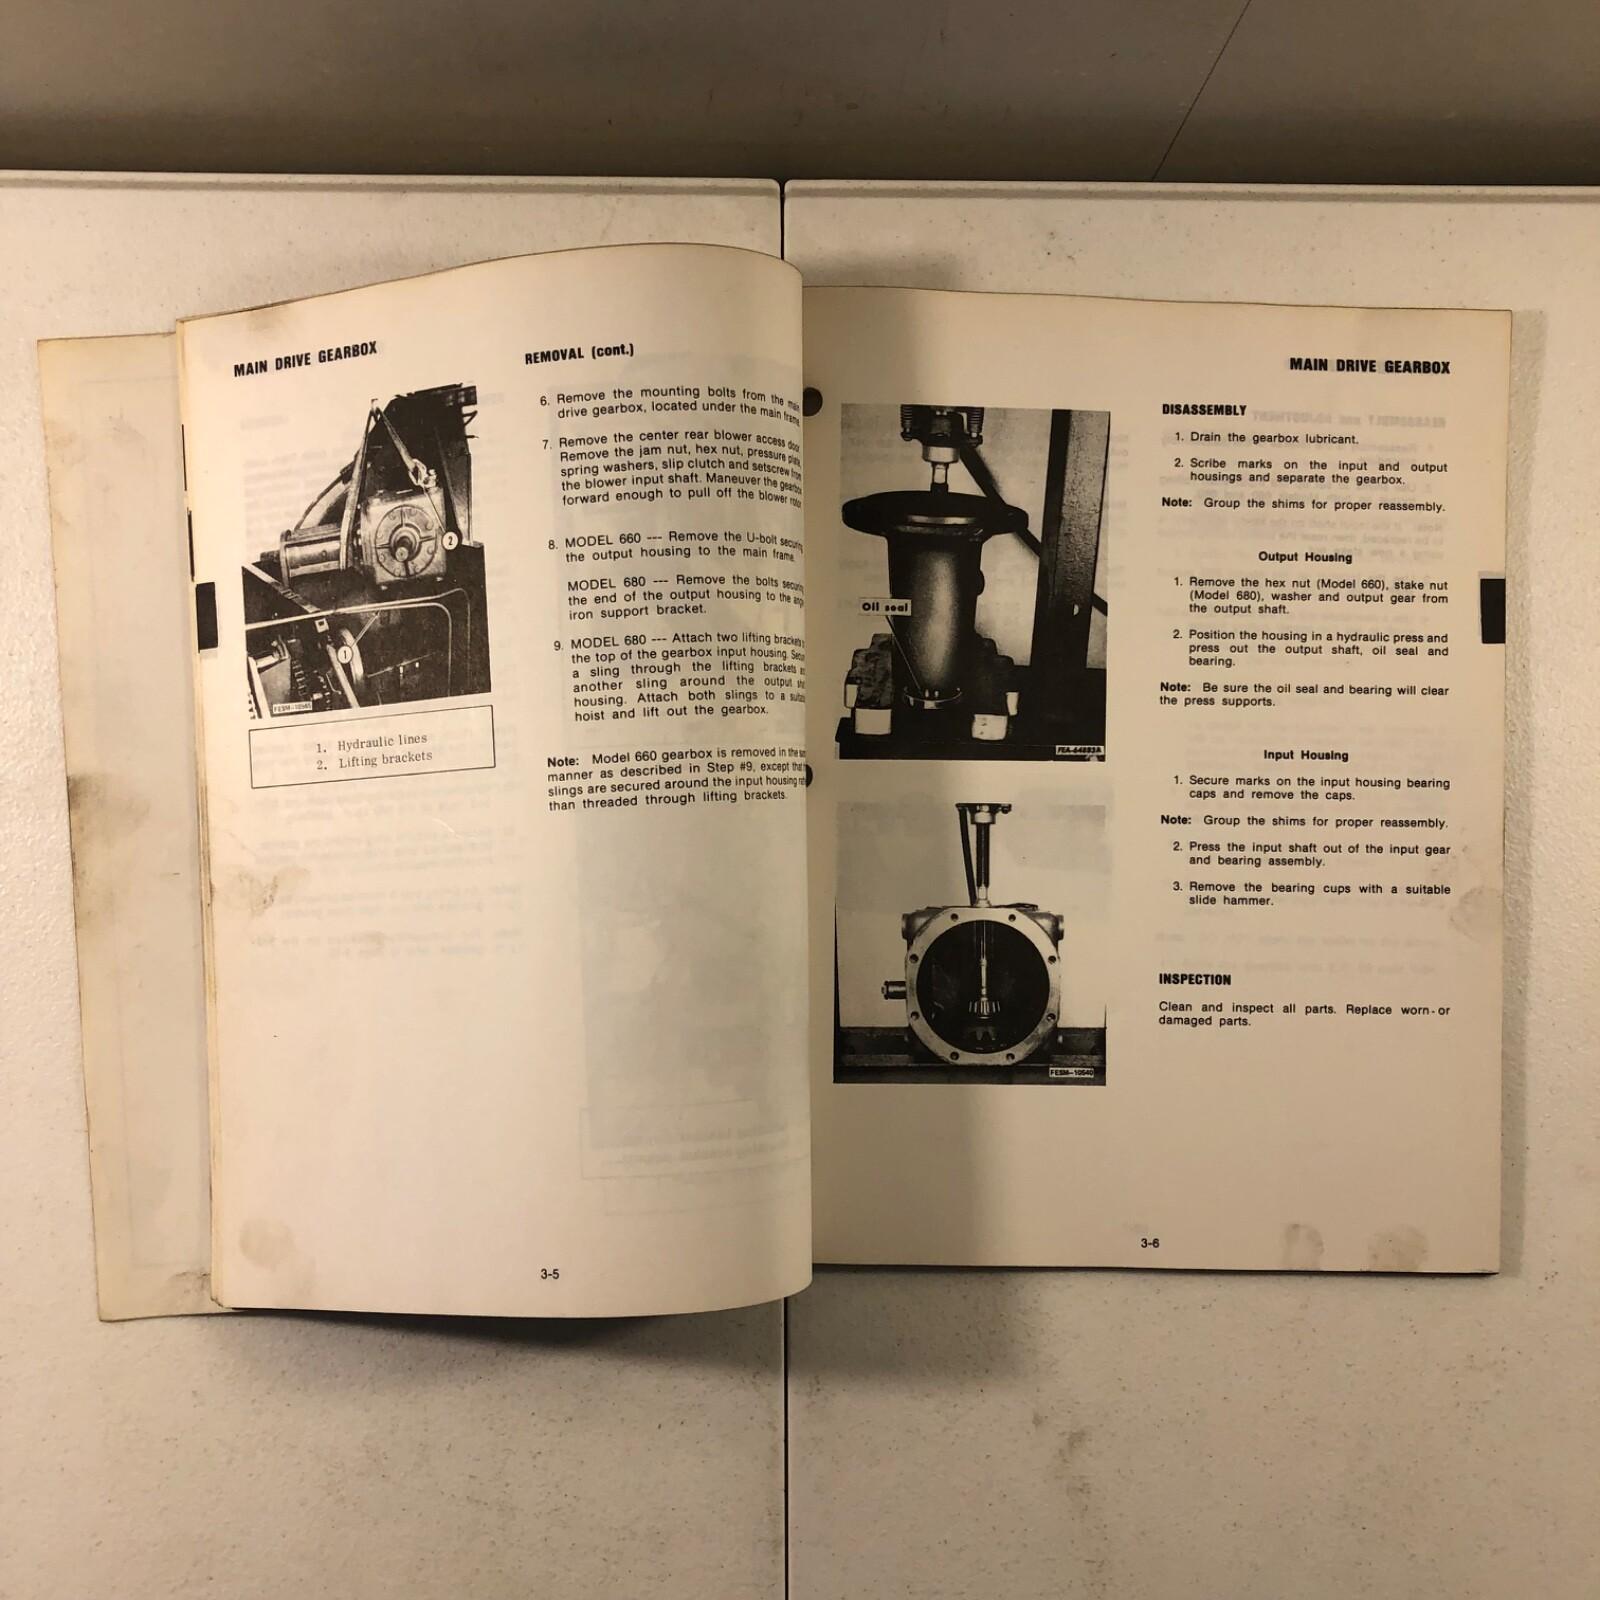 MAIN DRIVE GEARBOX
2
1
FESM-10545
1. Hydraulic lines
2. Lifting brackets
REMOVAL (cont.)
6. Remove the mounting bolts from the main
drive gearbox, located under the main frame.
7. Remove the center rear blower access door.
Remove the jam nut, hex nut, pressure plate,
spring washers, slip clutch and setscrew from
the blower input shaft. Maneuver the gearbox
forward enough to pull off the blower rotor.
8. MODEL 660 --- Remove the U-bolt securing
the output housing to the main frame.
MODEL 680 --- Remove the bolts securing
the end of the output housing to the angle
iron support bracket.
9. MODEL 680 --- Attach two lifting brackets
the top of the gearbox input housing.
a sling through the lifting brackets
another sling around the output
housing. Attach both slings to a
hoist and lift out the gearbox.
Note: Model 660 gearbox is removed in the
manner as described in Step #9, except
slings are secured around the input housing
than threaded through lifting brackets.
3-5
MAIN DRIVE GEARBOX
Oil seal
FEA-64883A
FESM-10540
DISASSEMBLY
1. Drain the gearbox lubricant.
2. Scribe marks on the input and output
housings and separate the gearbox.
Note: Group the shims for proper reassembly.
Output Housing
1. Remove the hex nut (Model 660), stake nut
(Model 680), washer and output gear from
the output shaft.
2. Position the housing in a hydraulic press and
press out the output shaft, oil seal and
bearing.
Note: Be sure the oil seal and bearing will clear
the press supports.
Input Housing
1. Secure marks on the input housing bearing
caps and remove the caps.
Note: Group the shims for proper reassembly.
2. Press the input shaft out of the input gear
and bearing assembly.
3. Remove the bearing cups with a suitable
slide hammer.
INSPECTION
Clean and inspect all parts. Replace worn or
damaged parts.
3-6